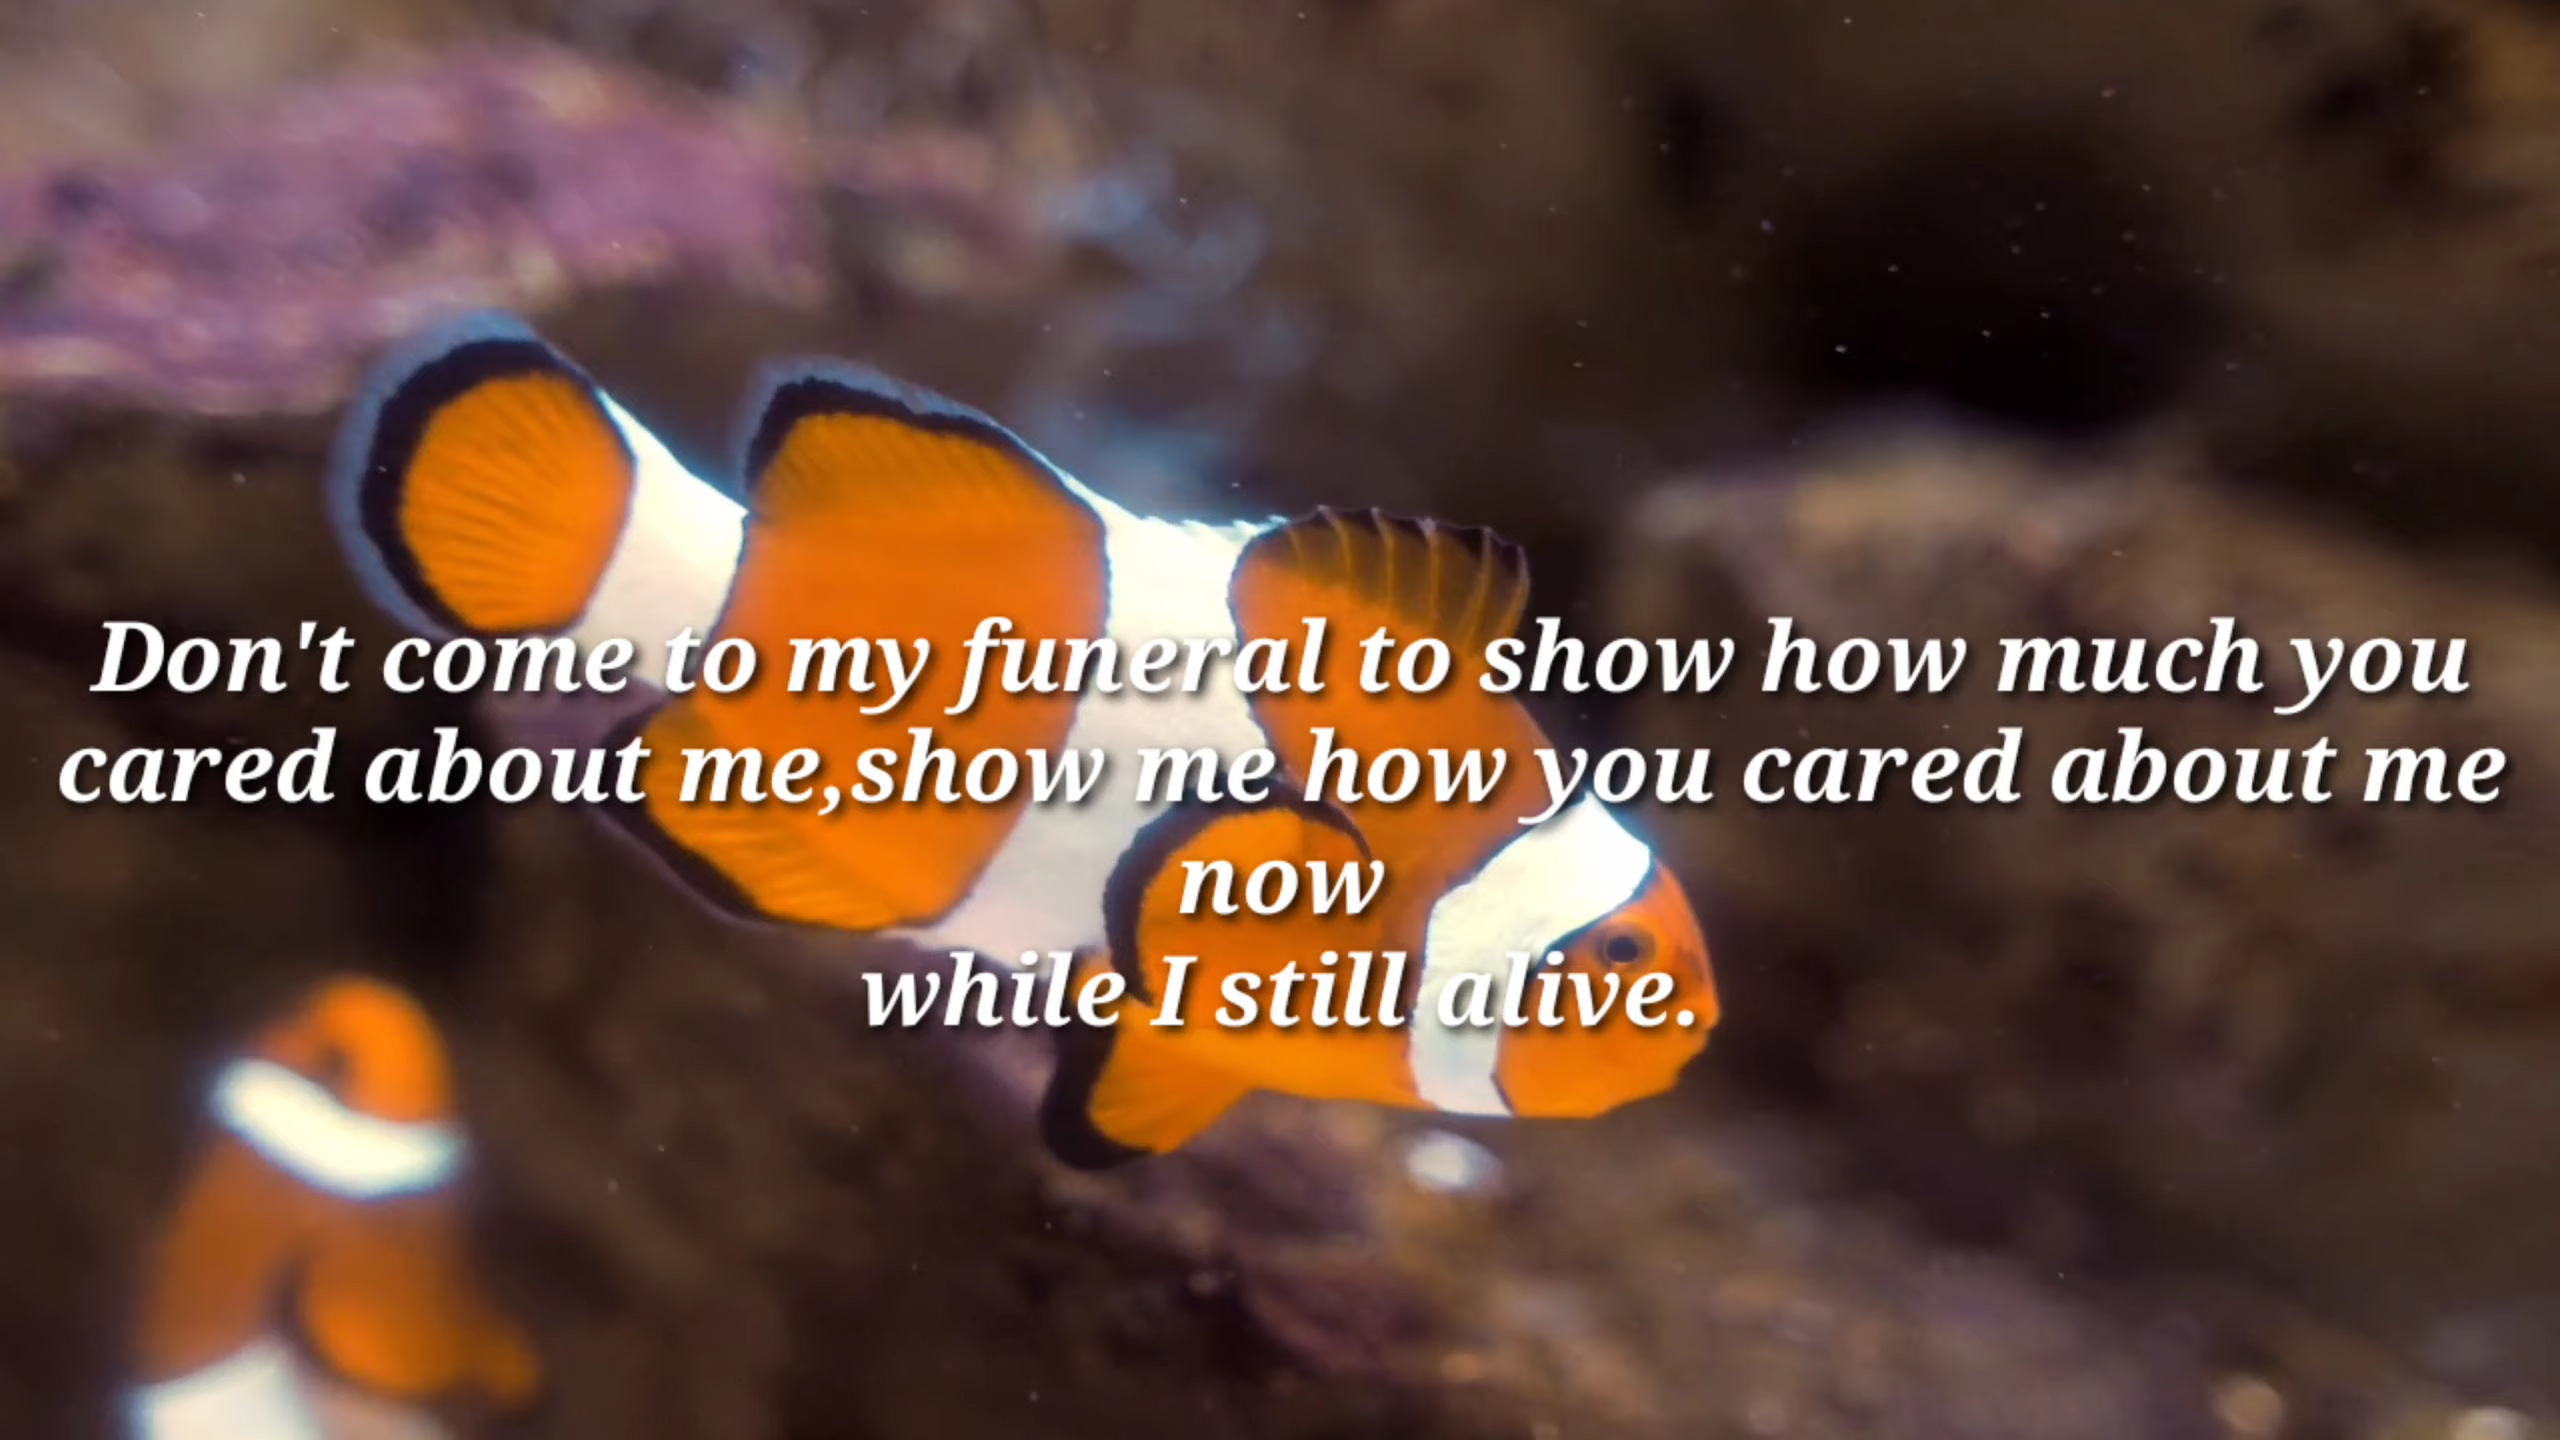 Don't come to my funeral to show how much you
cared about me,show me how you cared about me
now
while I still alive.